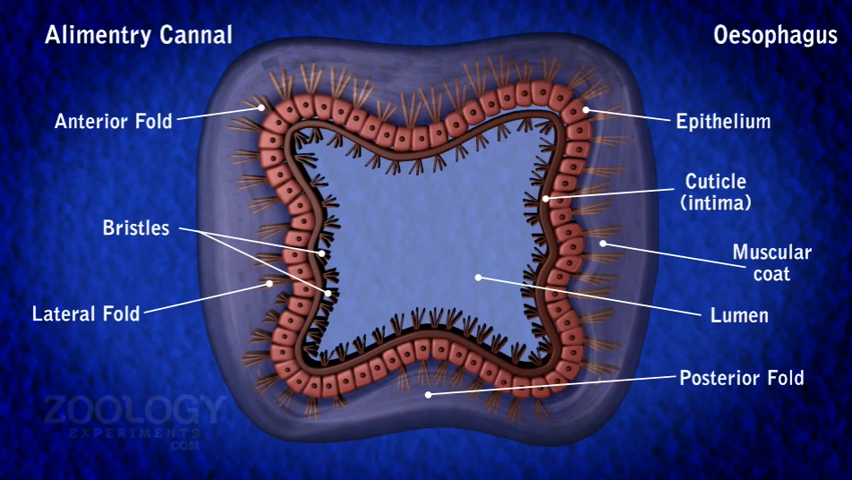 Alimentry Cannal
Oesophagus
Anterior Fold
Epithelium
Cuticle
(intima)
Bristles
Muscular
coat
Lateral Fold
Lumen
Posterior Fold
ZOOLOGY
EXPERIMENTS
.COM